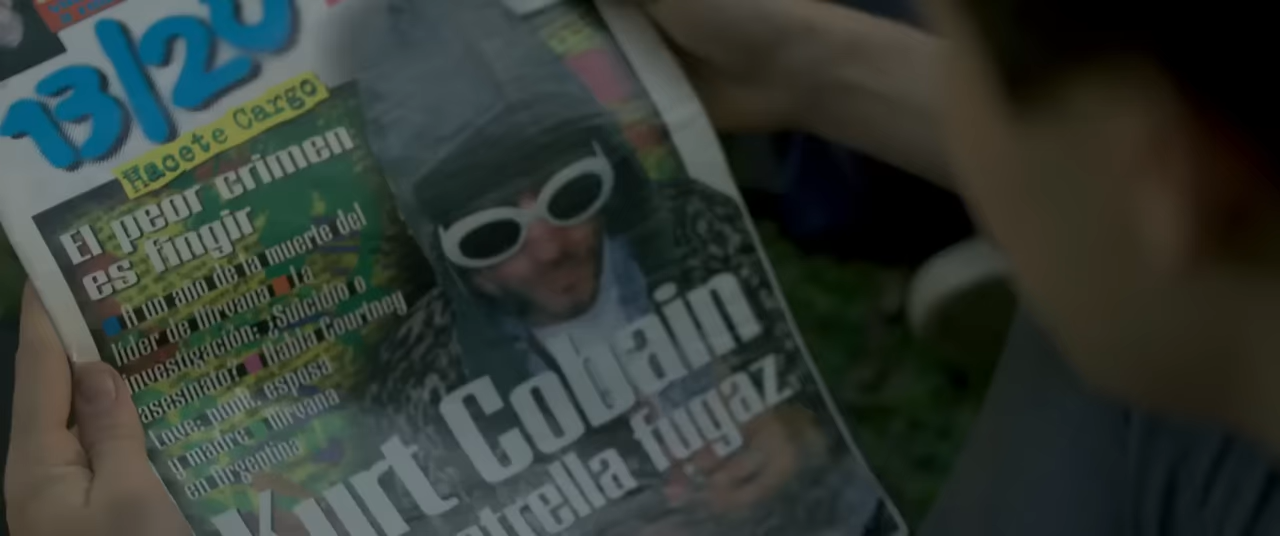 13/20
Hacete Cargo
El peor crimen
es fingir
A un año de la muerte del
líder de Nirvana La
investigación: ¿Suicidio o
asesinato? Habla Courtney
Love: punk, esposa
y madre Nirvana
en Argentina
Kurt Cobain
estrella fugaz